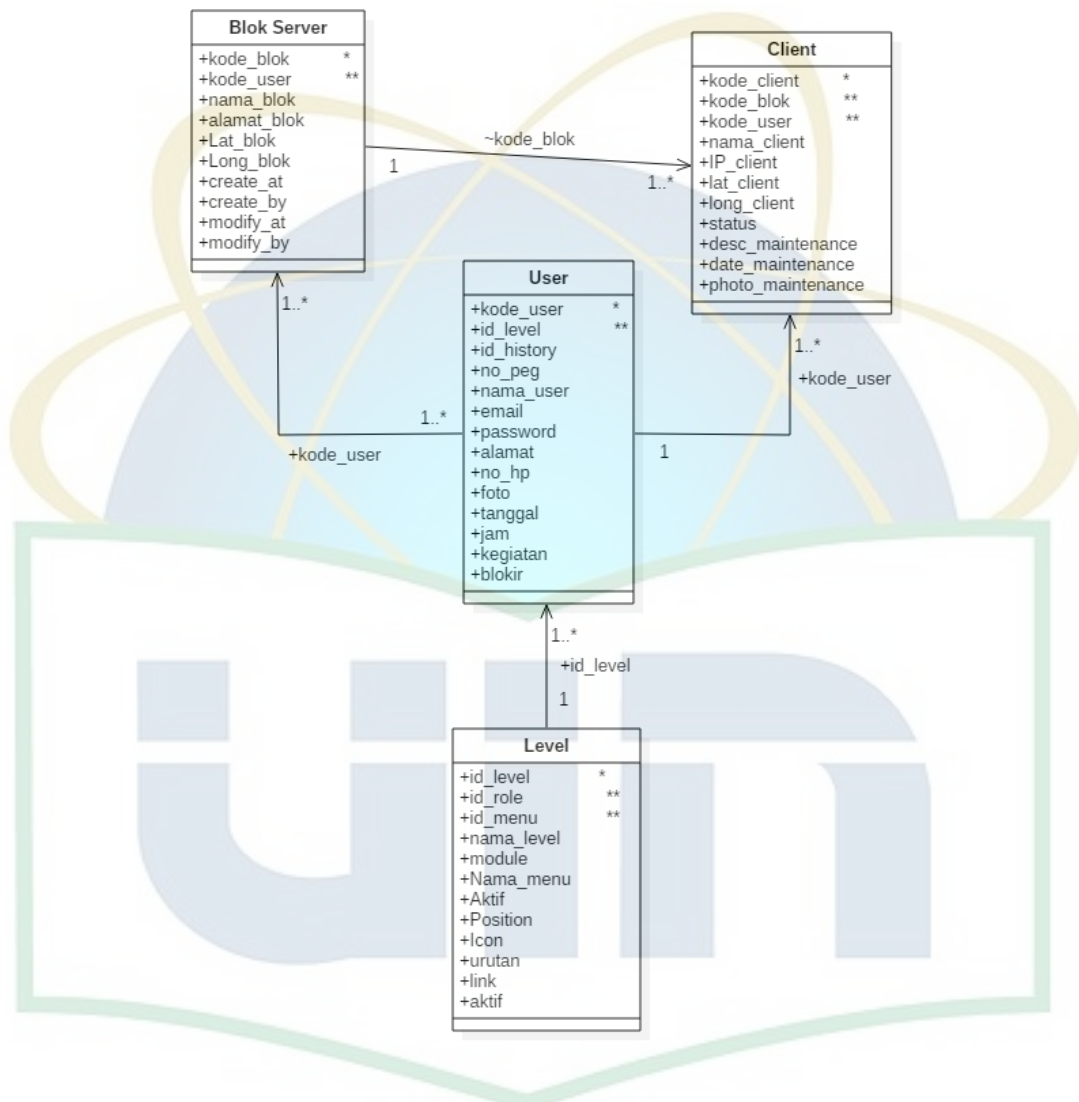 Blok Server
+kode_blok *
+kode_user **
+nama_blok
+alamat_blok
+Lat_blok
+Long_blok
+create_at
+create_by
+modify_at
+modify_by
~kode_blok
1
1..*
Client
+kode_client *
+kode_blok **
+kode_user **
+nama_client
+IP_client
+lat_client
+long_client
+status
+desc_maintenance
+date_maintenance
+photo_maintenance
1..*
1..*
+kode_user
User
+kode_user *
+id_level **
+id_history
+no_peg
+nama_user
+email
+password
+alamat
+no_hp
+foto
+tanggal
+jam
+kegiatan
+blokir
1..*
+kode_user
1
1..*
+id_level
1
Level
+id_level *
+id_role **
+id_menu **
+nama_level
+module
+Nama_menu
+Aktif
+Position
+Icon
+urutan
+link
+aktif
uin